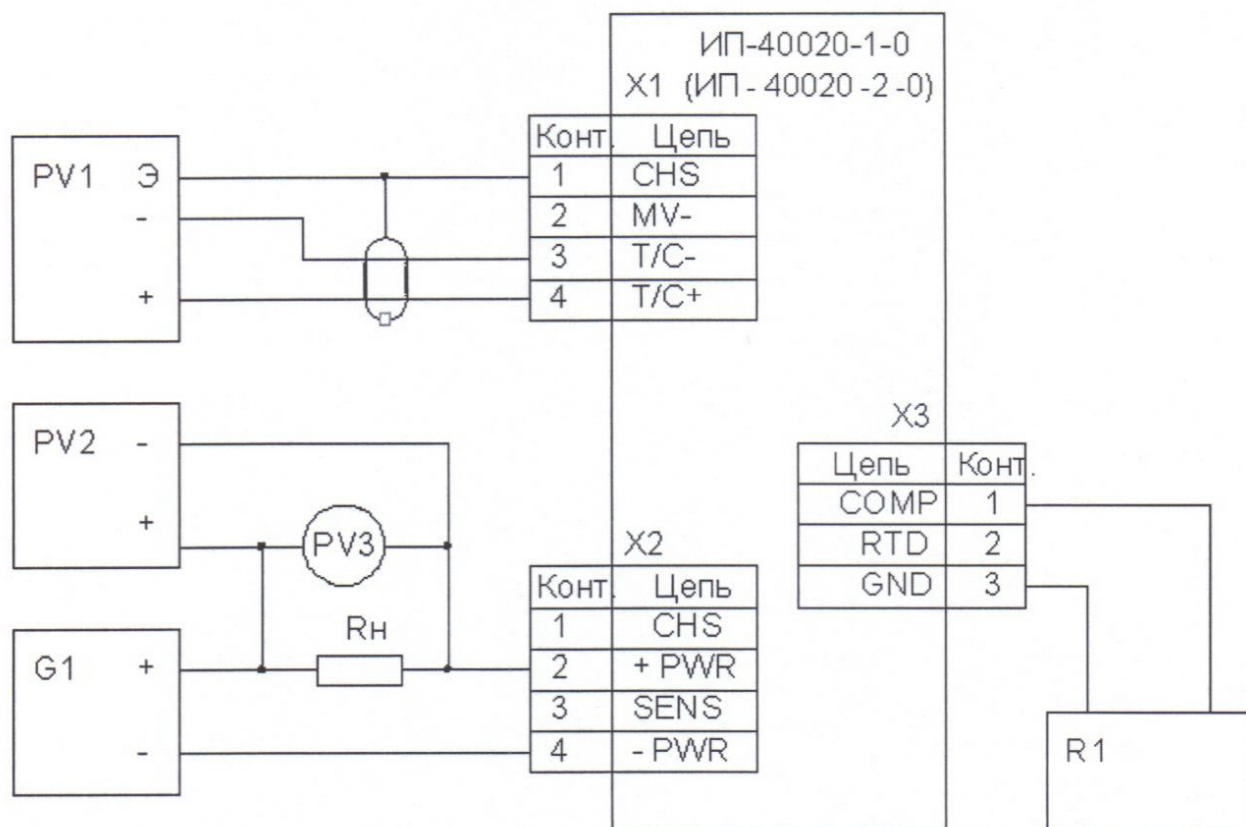 ИП-40020-1-0
X1 (ИП - 40020 -2 -0)
Конт. Цепь
1 CHS
2 MV-
3 T/C-
4 T/C+
PV1 Э
-
+
PV2 -
+
PV3
X2
Конт. Цепь
1 CHS
2 + PWR
3 SENS
4 - PWR
Rн
G1 +
-
X3
Цепь Конт.
COMP 1
RTD 2
GND 3
R1